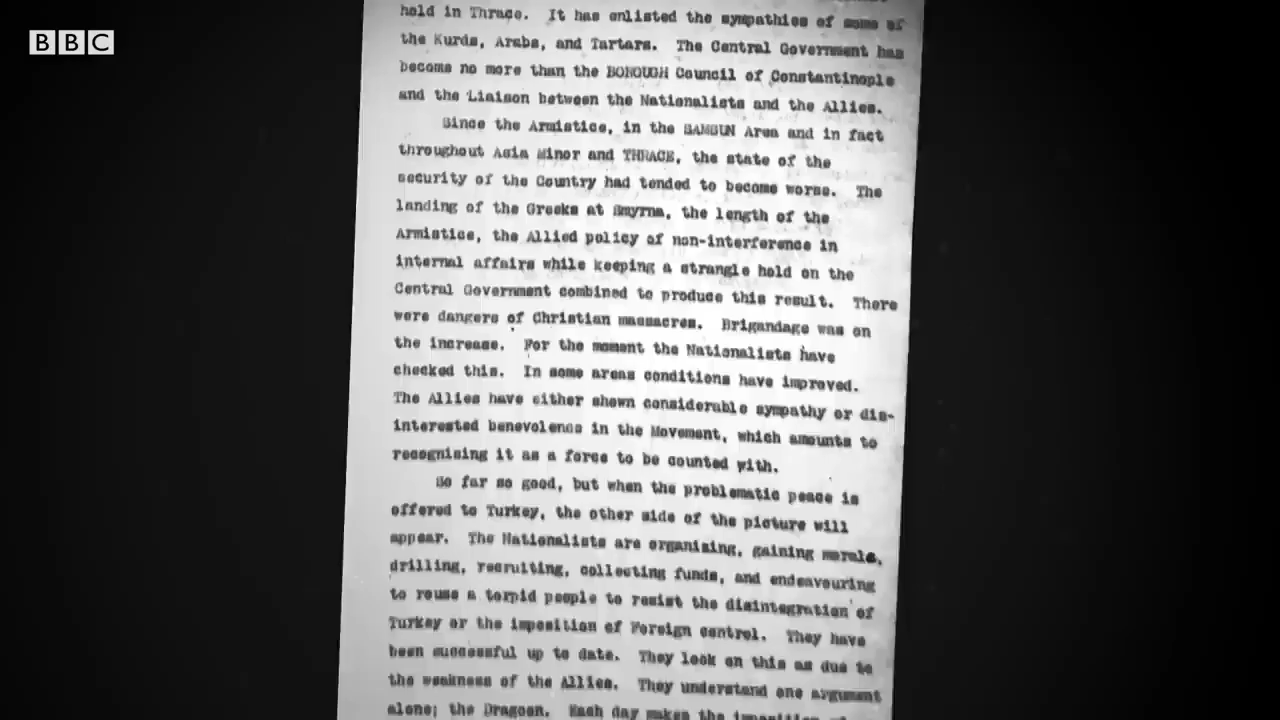 BBC
hold in Thrace. It has enlisted the sympathies of some of
the Kurds, Arabs, and Tartars. The Central Government has
become no more than the BOROUGH Council of Constantinople
and the Liaison between the Nationalists and the Allies.
Since the Armistice, in the SAMSUN Area and in fact
throughout Asia Minor and THRACE, the state of the
security of the Country had tended to become worse. The
landing of the Greeks at Smyrna, the length of the
Armistice, the Allied policy of non-interference in
internal affairs while keeping a strangle hold on the
Central Government combined to produce this result. There
were dangers of Christian massacres. Brigandage was on
the increase. For the moment the Nationalists have
checked this. In some areas conditions have improved.
The Allies have either shewn considerable sympathy or dis-
interested benevolence in the Movement, which amounts to
recognising it as a force to be counted with.
So far so good, but when the problematic peace is
offered to Turkey, the other side of the picture will
appear. The Nationalists are organising, gaining morale,
drilling, recruiting, collecting funds, and endeavouring
to rouse a torpid people to resist the disintegration of
Turkey or the imposition of Foreign control. They have
been successful up to date. They look on this as due to
the weakness of the Allies. They understand one argument
alone; the Dragoon. Each day makes the imposition of